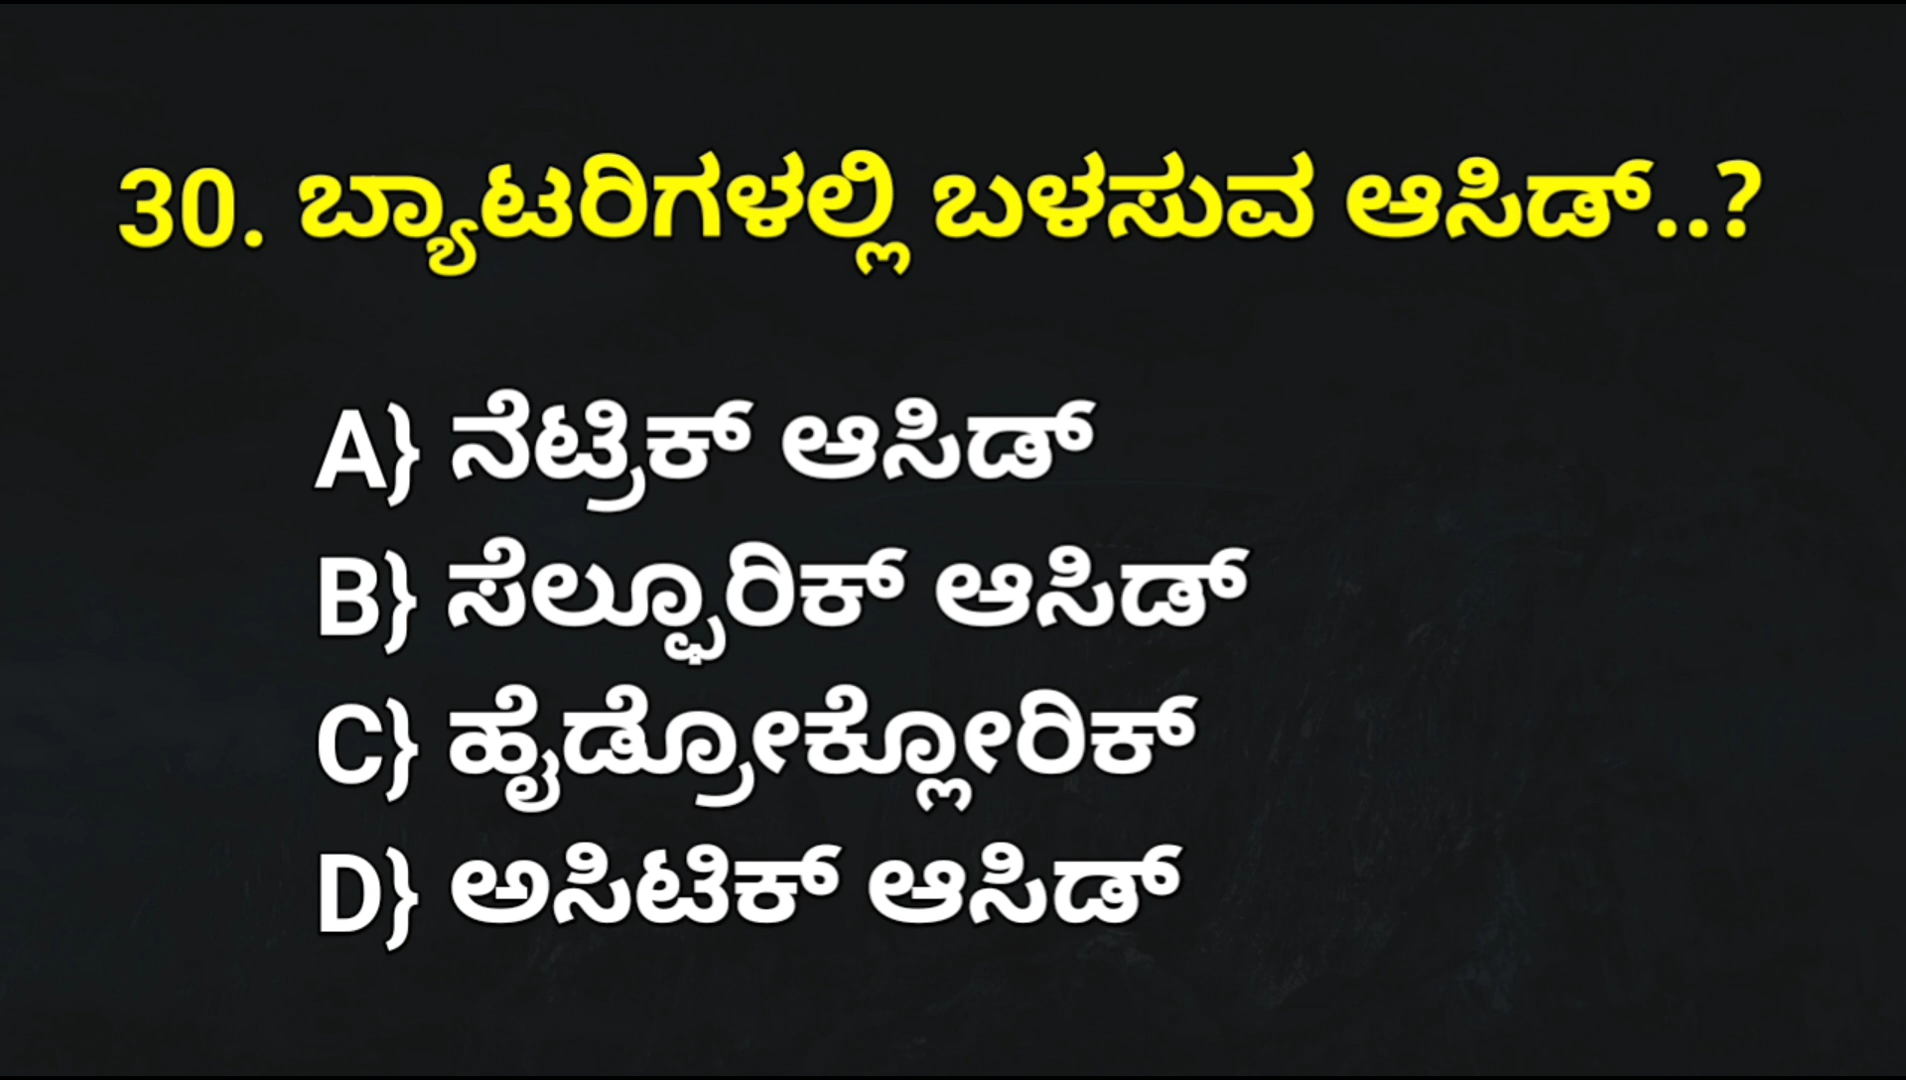 30. ಬ್ಯಾಟರಿಗಳಲ್ಲಿ ಬಳಸುವ ಆಸಿಡ್..?
A} ನೆಟ್ರಿಕ್ ಆಸಿಡ್
B} ಸೆಲ್ಫೂರಿಕ್ ಆಸಿಡ್
C} ಹೈಡ್ರೋಕ್ಲೋರಿಕ್
D} ಅಸಿಟಿಕ್ ಆಸಿಡ್